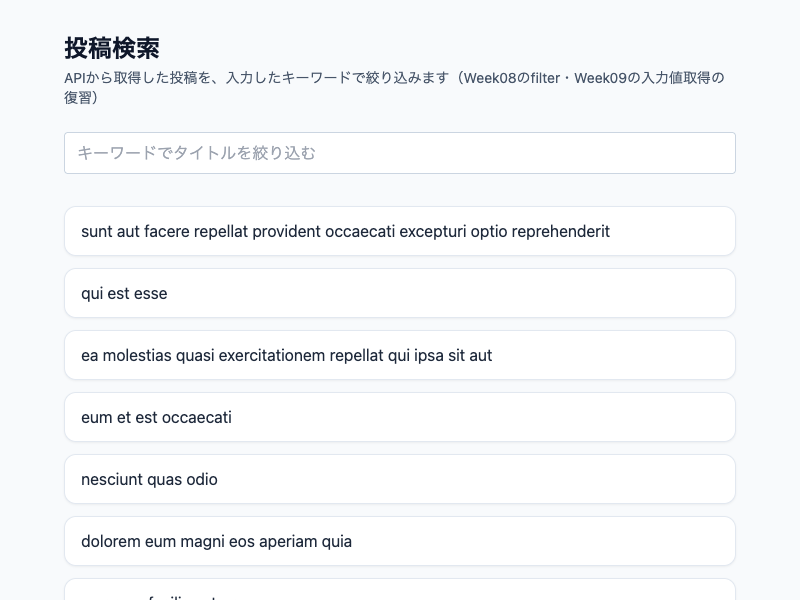 投稿検索
APIから取得した投稿を、入力したキーワードで絞り込みます（Week08のfilter・Week09の入力値取得の
復習）
キーワードでタイトルを絞り込む
sunt aut facere repellat provident occaecati excepturi optio reprehenderit
qui est esse
ea molestias quasi exercitationem repellat qui ipsa sit aut
eum et est occaecati
nesciunt quas odio
dolorem eum magni eos aperiam quia